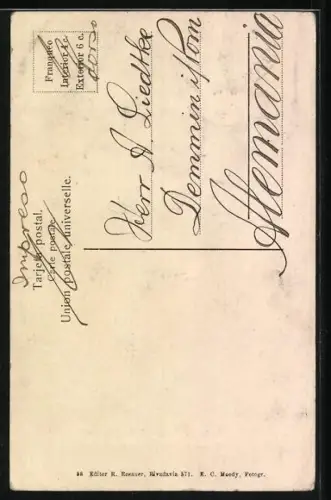 Impreso
Tarjeta postal.
Carte postale
Union postale universelle.
Franqueo
Interior 4 c.
Exterior 6 c.
dorso
Herr A. Liedtke
Demmin i/Pom
Alemania
Editor R. Rosauer, Rivadavia 571. H. C. Moody, Fotogr.